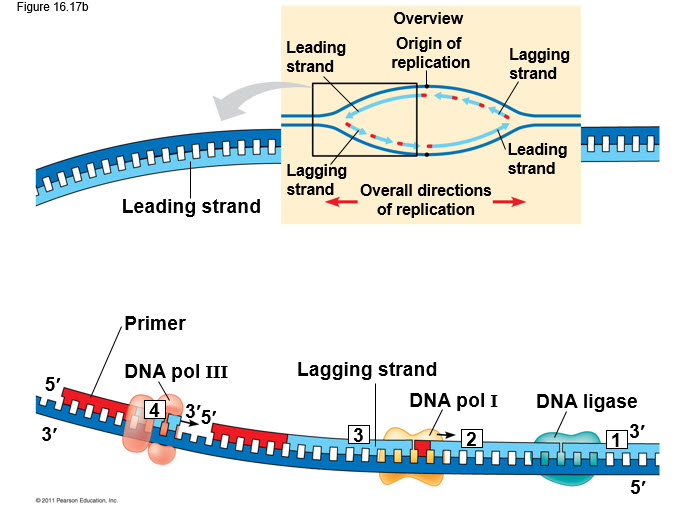 Figure 16.17b
Overview
Leading
strand
Origin of
replication
Lagging
strand
Lagging
strand
Leading
strand
Overall directions
of replication
Leading strand
Primer
DNA pol III
Lagging strand
DNA pol I
DNA ligase
5′
3′
4
3′
5′
3
2
1
3′
5′
© 2011 Pearson Education, Inc.